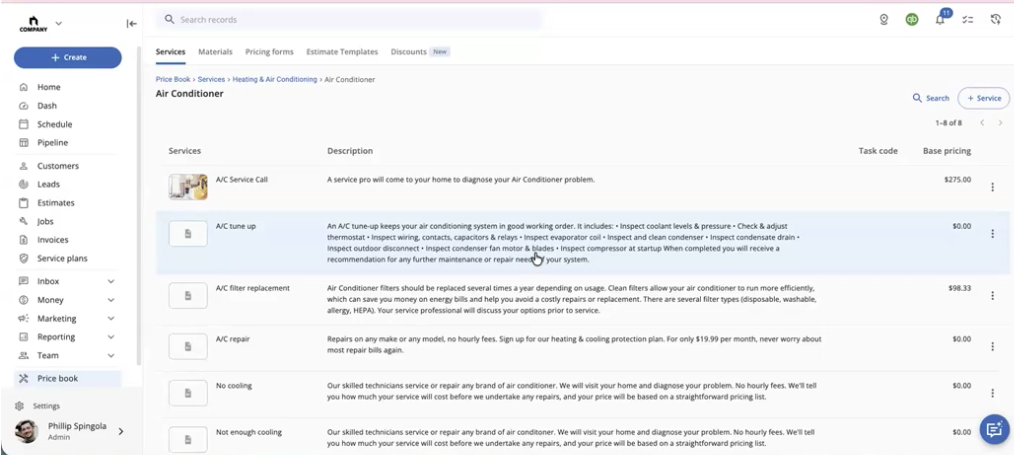 COMPANY
Search records
qb
11
+ Create
Services Materials Pricing forms Estimate Templates Discounts New
Home
Dash
Schedule
Pipeline
Customers
Leads
Estimates
Jobs
Invoices
Service plans
Inbox
Money
Marketing
Reporting
Team
Price book
Settings
Phillip Spingola
Admin
Price Book > Services > Heating & Air Conditioning > Air Conditioner
Air Conditioner
Search
+ Service
1–8 of 8
Services Description Task code Base pricing
A/C Service Call
A service pro will come to your home to diagnose your Air Conditioner problem.
$275.00
A/C tune up
An A/C tune-up keeps your air conditioning system in good working order. It includes: • Inspect coolant levels & pressure • Check & adjust
thermostat • Inspect wiring, contacts, capacitors & relays • Inspect evaporator coil • Inspect and clean condenser • Inspect condensate drain •
Inspect outdoor disconnect • Inspect condenser fan motor & blades • Inspect compressor at startup When completed you will receive a
recommendation for any further maintenance or repair needs of your system.
$0.00
A/C filter replacement
Air Conditioner filters should be replaced several times a year depending on usage. Clean filters allow your air conditioner to run more efficiently,
which can save you money on energy bills and help you avoid a costly repairs or replacement. There are several filter types (disposable, washable,
allergy, HEPA). Your service professional will discuss your options prior to service.
$98.33
A/C repair
Repairs on any make or any model, no hourly fees. Sign up for our heating & cooling protection plan. For only $19.99 per month, never worry about
most repair bills again.
$0.00
No cooling
Our skilled technicians service or repair any brand of air conditioner. We will visit your home and diagnose your problem. No hourly fees. We'll tell
you how much your service will cost before we undertake any repairs, and your price will be based on a straightforward pricing list.
$0.00
Not enough cooling
Our skilled technicians service or repair any brand of air conditoner. We will visit your home and diagnose your problem. No hourly fees. We'll tell
you how much your service will cost before we undertake any repairs, and your price will be based on a straightforward pricing list.
$0.00